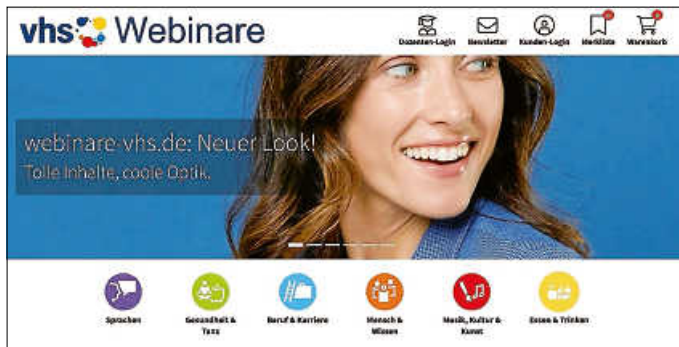 vhs Webinare
Dozenten-Login Newsletter Kunden-Login Merkliste Warenkorb
webinare-vhs.de: Neuer Look!
Tolle Inhalte, coole Optik.
Sprachen Gesundheit & Tanz Beruf & Karriere Mensch & Wissen Musik, Kultur & Kunst Essen & Trinken